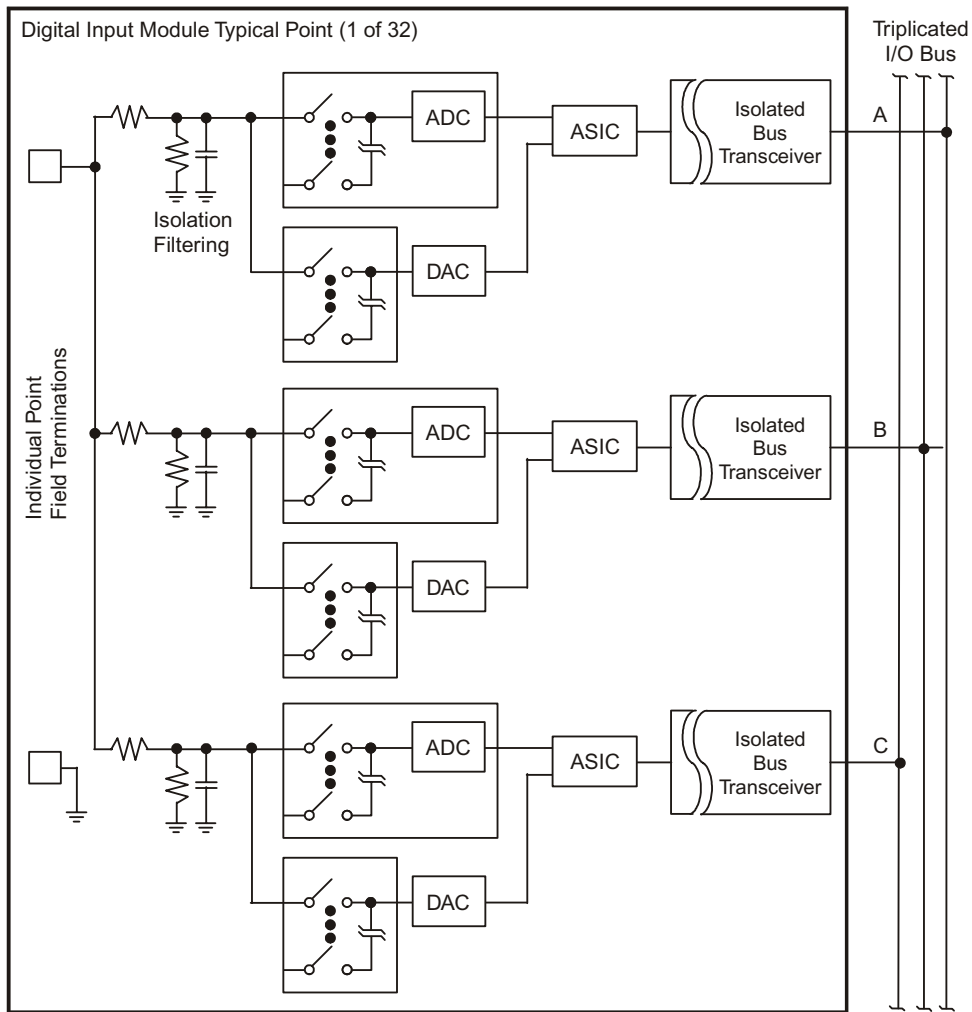 Digital Input Module Typical Point (1 of 32)
Triplicated
I/O Bus
ADC
ASIC
Isolated
Bus
Transceiver
A
Isolation
Filtering
DAC
Individual Point
Field Terminations
ADC
ASIC
Isolated
Bus
Transceiver
B
DAC
ADC
ASIC
Isolated
Bus
Transceiver
C
DAC